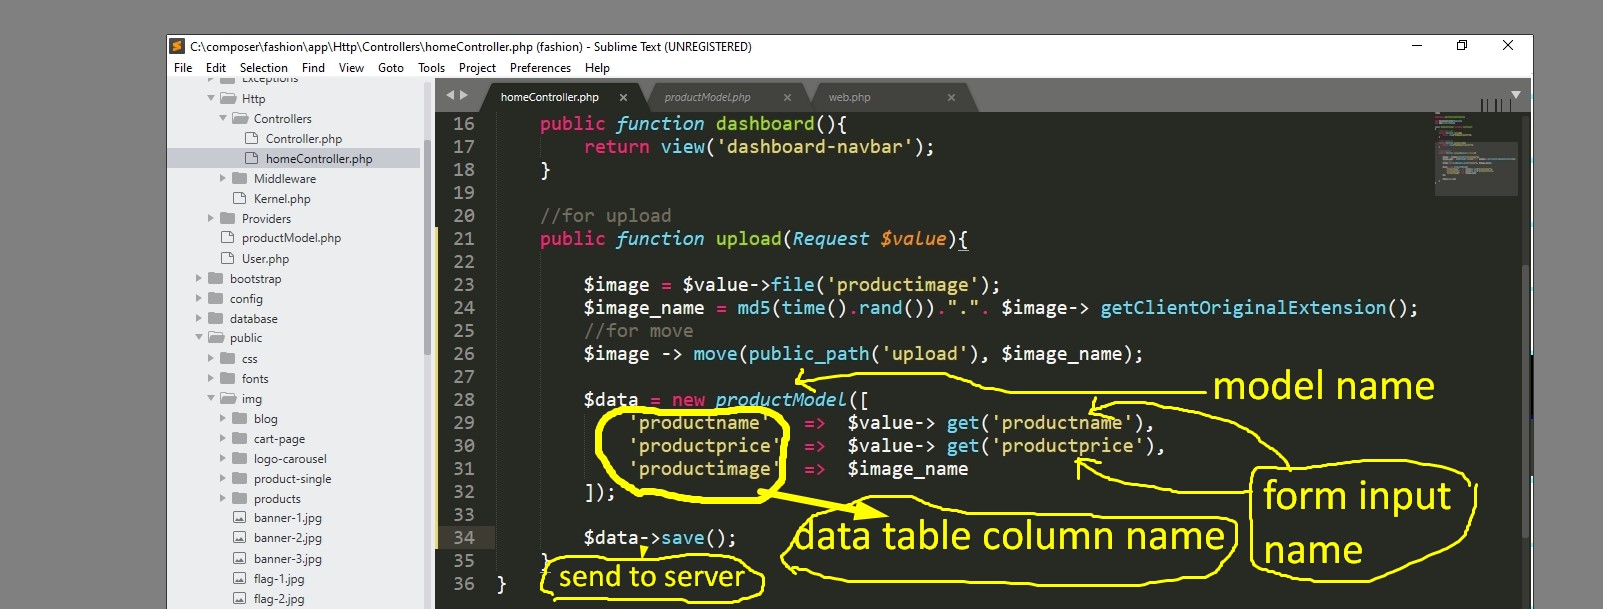 C:\composer\fashion\app\Http\Controllers\homeController.php (fashion) - Sublime Text (UNREGISTERED)
File Edit Selection Find View Goto Tools Project Preferences Help
Exceptions
Http
Controllers
Controller.php
homeController.php
Middleware
Kernel.php
Providers
productModel.php
User.php
bootstrap
config
database
public
css
fonts
img
blog
cart-page
logo-carousel
product-single
products
banner-1.jpg
banner-2.jpg
banner-3.jpg
flag-1.jpg
flag-2.jpg
homeController.php × productModel.php × web.php ×
16 public function dashboard(){
17 return view('dashboard-navbar');
18 }
19
20 //for upload
21 public function upload(Request $value){
22
23 $image = $value->file('productimage');
24 $image_name = md5(time().rand()).".". $image-> getClientOriginalExtension();
25 //for move
26 $image -> move(public_path('upload'), $image_name);
27
28 $data = new productModel([
29 'productname' => $value-> get('productname'),
30 'productprice' => $value-> get('productprice'),
31 'productimage' => $image_name
32 ]);
33
34 $data->save();
35 }
36 }
model name
form input
name
data table column name
send to server